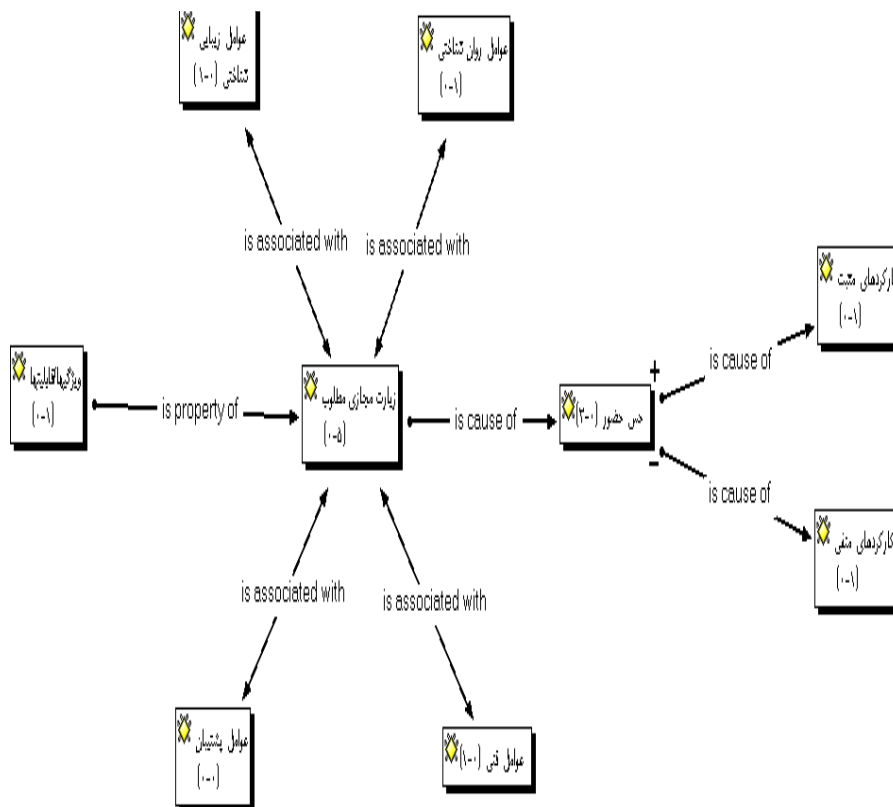 عوامل زیبایی
شناختی {۰-۱}
عوامل روان شناختی
{۰-۱}
is associated with
is associated with
کارکردهای مثبت
{۰-۱}
is cause of
+
ویژگیها/قابلیتها
{۰-۱}
is property of
زیارت مجازی مطلوب
{۰-۵}
is cause of
حس حضور {۰-۳}
–
is cause of
کارکردهای منفی
{۰-۱}
is associated with
is associated with
عوامل پشتیبان
{۰-۰}
عوامل فنی {۰-۱}